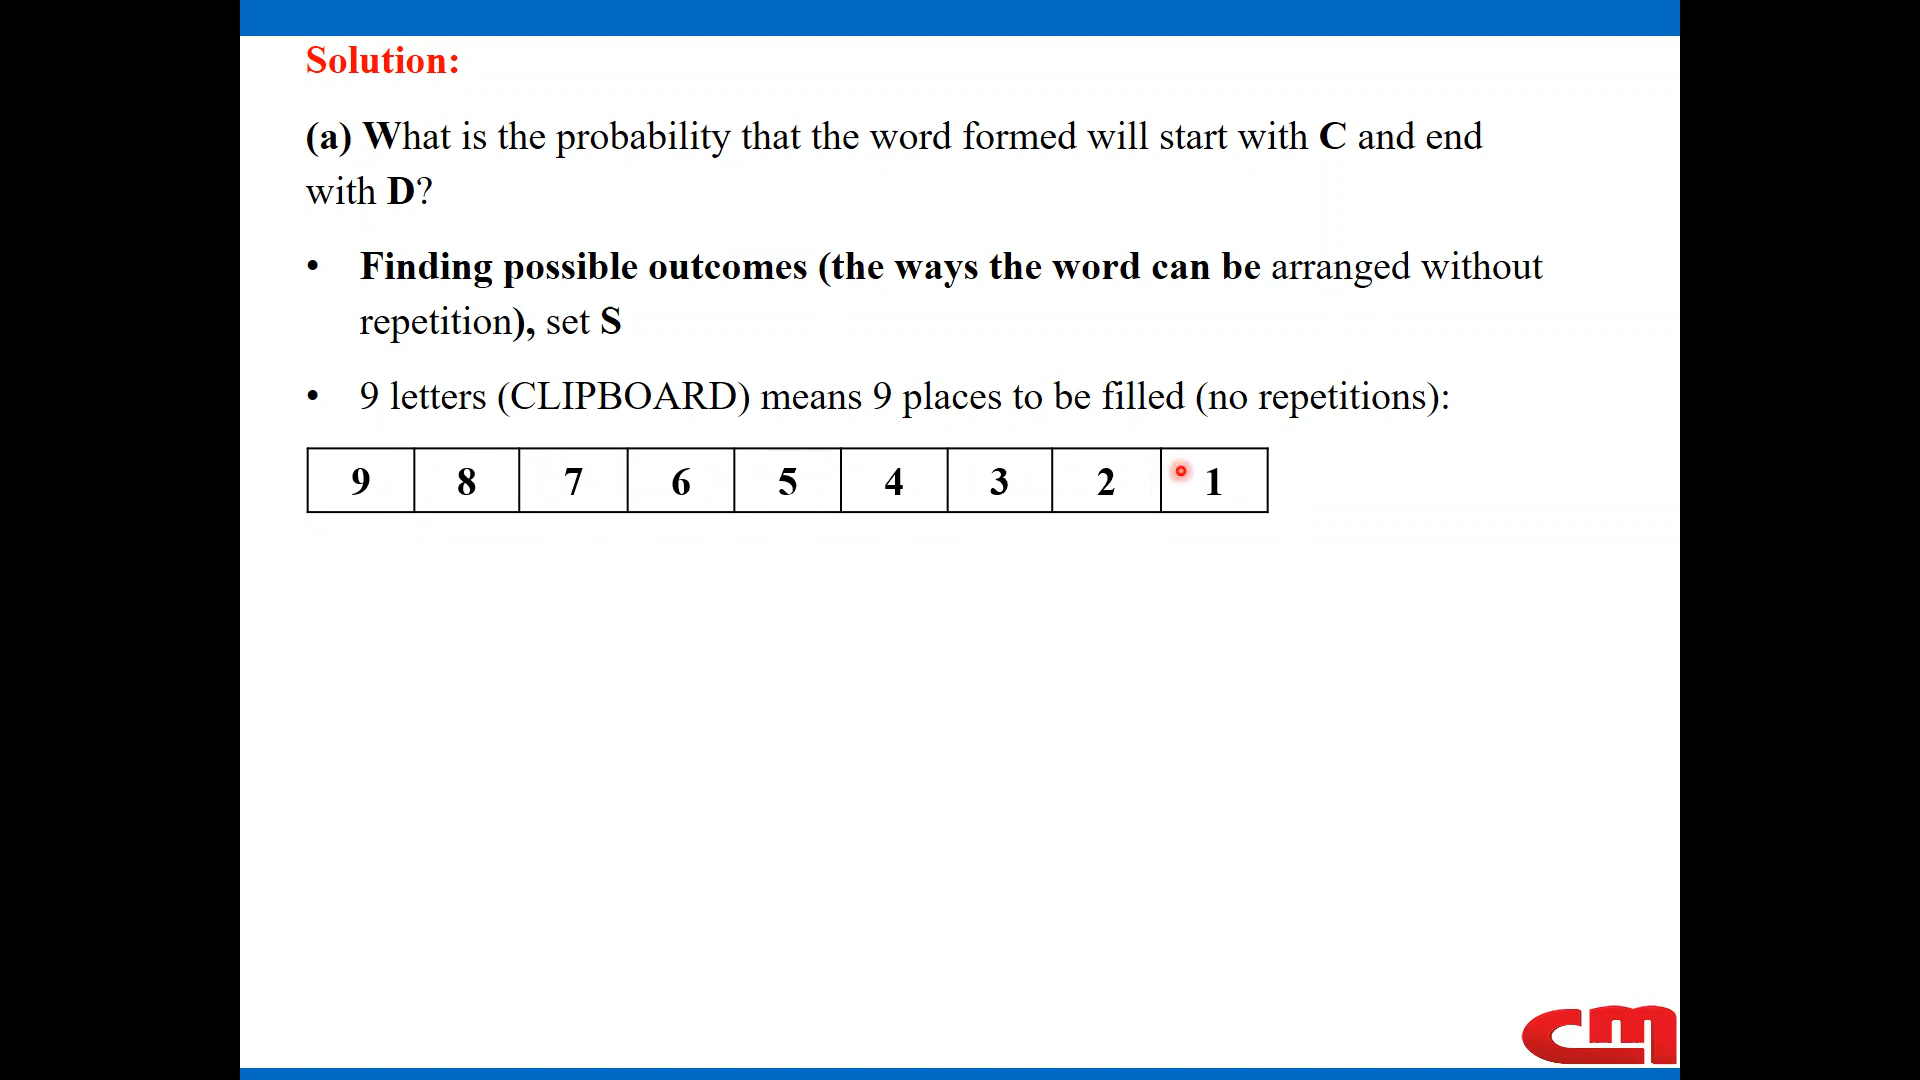 Solution:
(a) What is the probability that the word formed will start with C and end
with D?
• Finding possible outcomes (the ways the word can be arranged without
repetition), set S
• 9 letters (CLIPBOARD) means 9 places to be filled (no repetitions):
9 8 7 6 5 4 3 2 1
cm